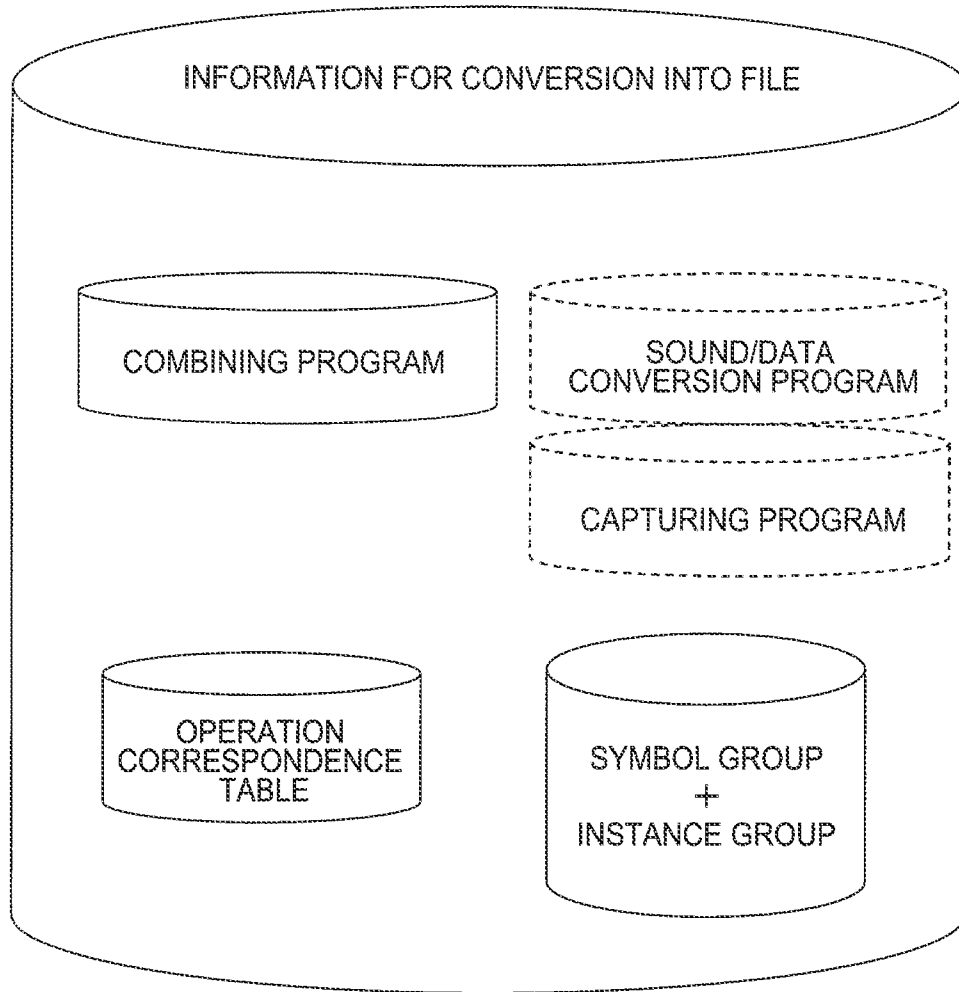 INFORMATION FOR CONVERSION INTO FILE
COMBINING PROGRAM
SOUND/DATA
CONVERSION PROGRAM
CAPTURING PROGRAM
OPERATION
CORRESPONDENCE
TABLE
SYMBOL GROUP
+
INSTANCE GROUP